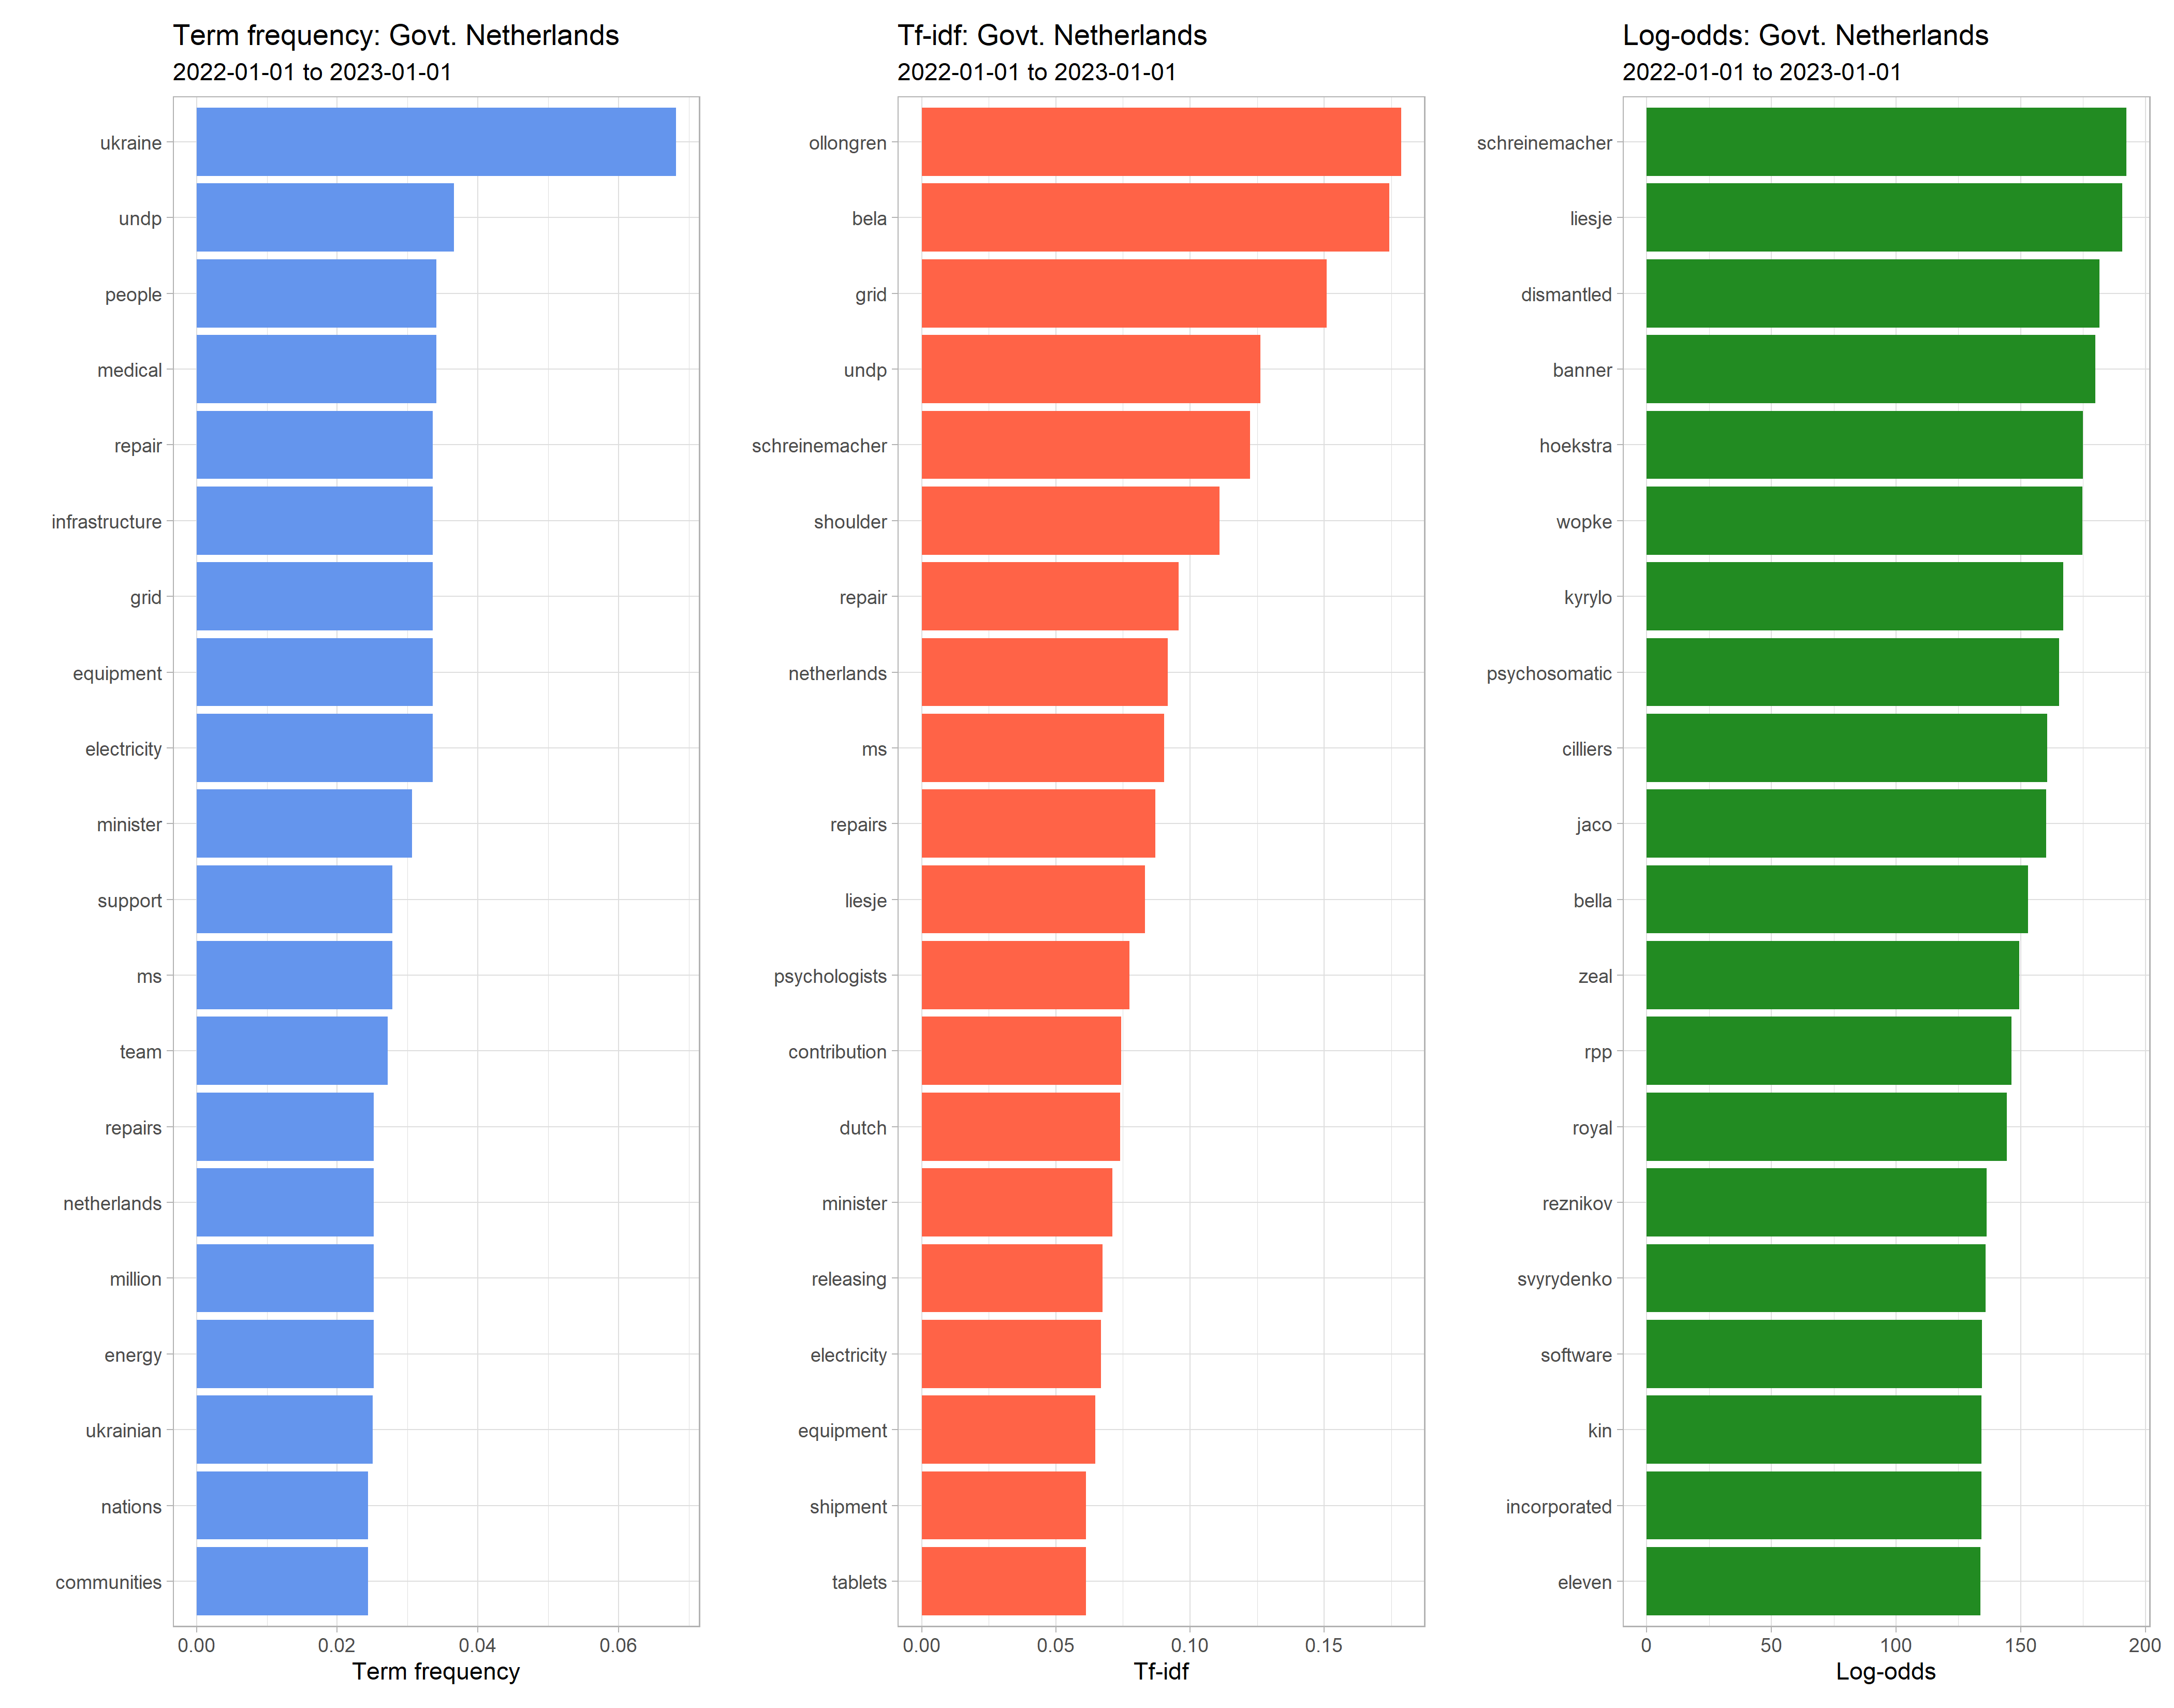 Term frequency: Govt. Netherlands
2022-01-01 to 2023-01-01
ukraine
undp
people
medical
repair
infrastructure
grid
equipment
electricity
minister
support
ms
team
repairs
netherlands
million
energy
ukrainian
nations
communities
0.00 0.02 0.04 0.06
Term frequency
Tf-idf: Govt. Netherlands
2022-01-01 to 2023-01-01
ollongren
bela
grid
undp
schreinemacher
shoulder
repair
netherlands
ms
repairs
liesje
psychologists
contribution
dutch
minister
releasing
electricity
equipment
shipment
tablets
0.00 0.05 0.10 0.15
Tf-idf
Log-odds: Govt. Netherlands
2022-01-01 to 2023-01-01
schreinemacher
liesje
dismantled
banner
hoekstra
wopke
kyrylo
psychosomatic
cilliers
jaco
bella
zeal
rpp
royal
reznikov
svyrydenko
software
kin
incorporated
eleven
0 50 100 150 200
Log-odds